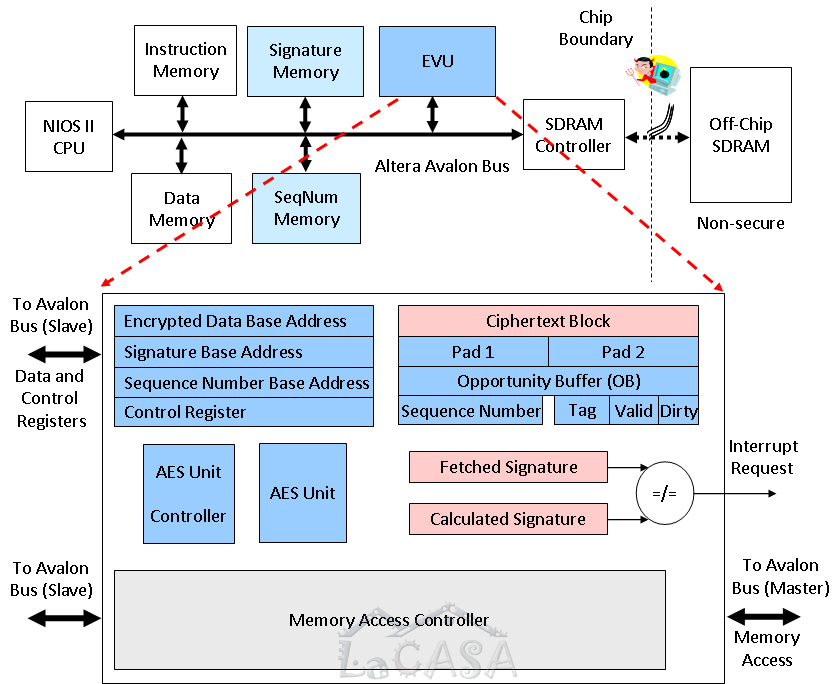 Chip
Boundary
Instruction
Memory
Signature
Memory
EVU
NIOS II
CPU
SDRAM
Controller
Off-Chip
SDRAM
Altera Avalon Bus
Data
Memory
SeqNum
Memory
Non-secure
To Avalon
Bus (Slave)
Data and
Control
Registers
Encrypted Data Base Address
Signature Base Address
Sequence Number Base Address
Control Register
Ciphertext Block
Pad 1
Pad 2
Opportunity Buffer (OB)
Sequence Number
Tag
Valid
Dirty
AES Unit
Controller
AES Unit
Fetched Signature
Calculated Signature
=/=
Interrupt
Request
To Avalon
Bus (Slave)
Memory Access Controller
To Avalon
Bus (Master)
Memory
Access
LaCASA